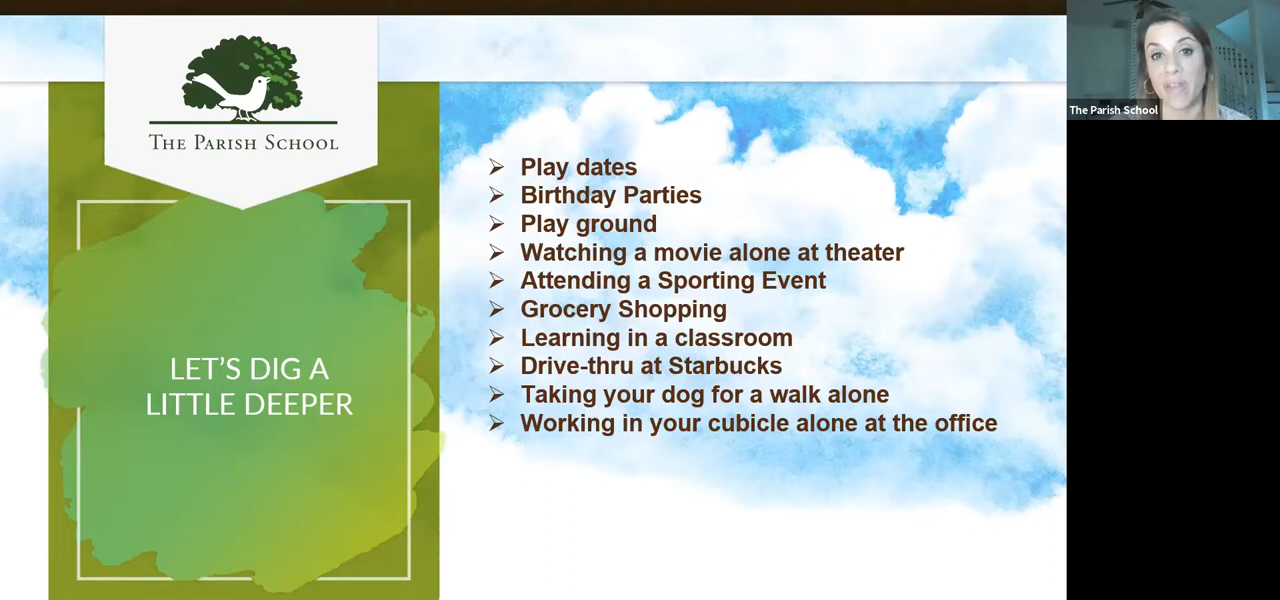 THE PARISH SCHOOL
LET'S DIG A
LITTLE DEEPER
➢ Play dates
➢ Birthday Parties
➢ Play ground
➢ Watching a movie alone at theater
➢ Attending a Sporting Event
➢ Grocery Shopping
➢ Learning in a classroom
➢ Drive-thru at Starbucks
➢ Taking your dog for a walk alone
➢ Working in your cubicle alone at the office
The Parish School